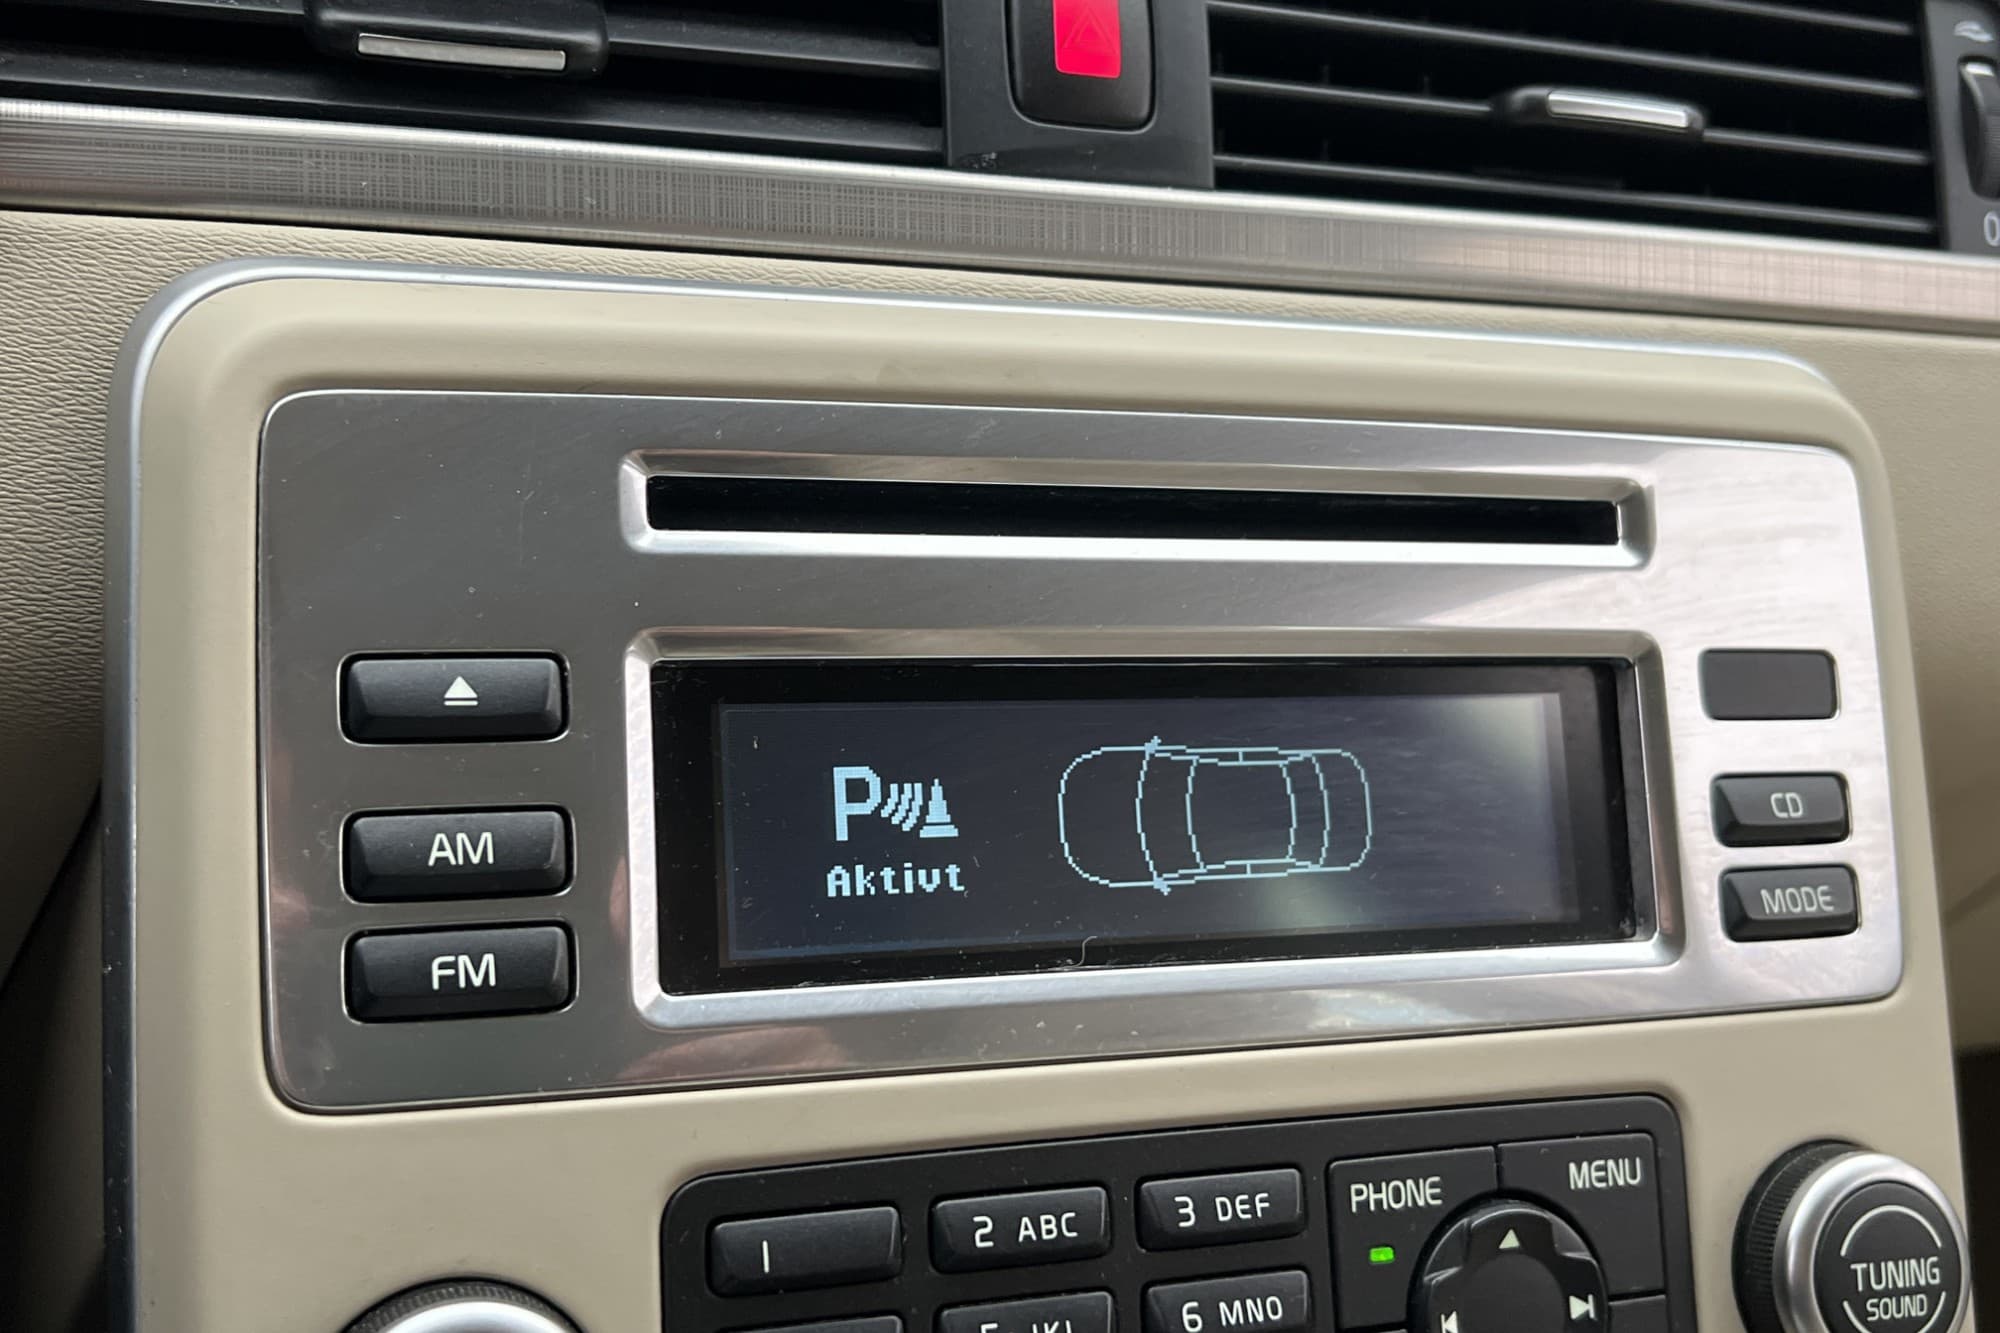 AM
FM
P
Aktivt
CD
MODE
1
2 ABC
3 DEF
6 MNO
PHONE
MENU
TUNING
SOUND